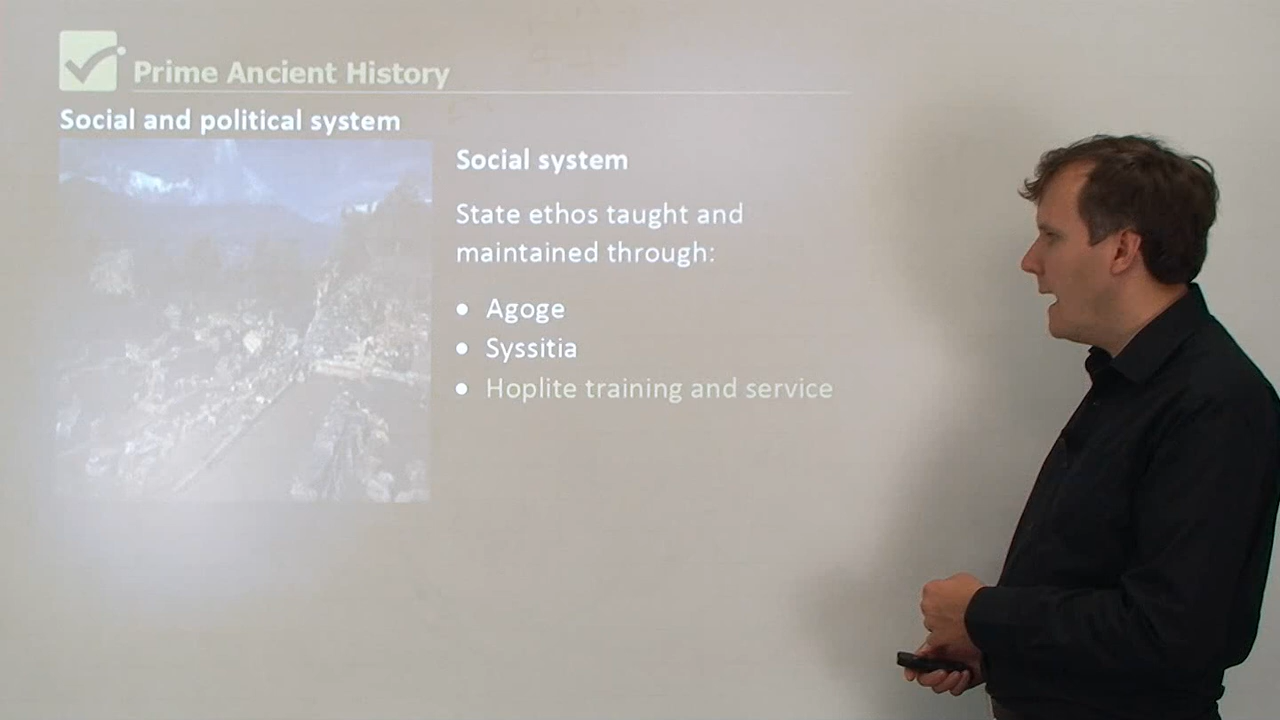 Prime Ancient History
Social and political system
Social system
State ethos taught and
maintained through:
• Agoge
• Syssitia
• Hoplite training and service